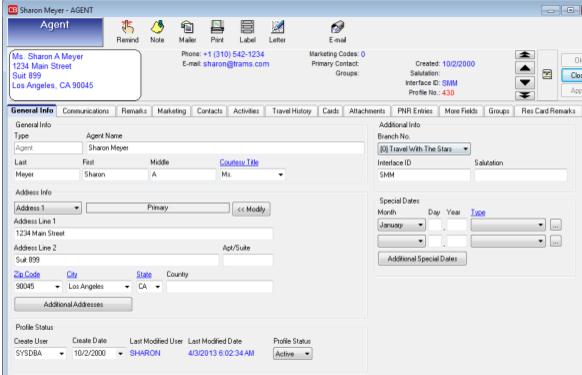 CB Sharon Meyer - AGENT
Agent
Remind Note Mailer Print Label Letter E-mail
Ms. Sharon A Meyer
1234 Main Street
Suit 899
Los Angeles, CA 90045
Phone: +1 (310) 542-1234
E-mail: sharon@trams.com
Marketing Codes: 0
Primary Contact:
Groups:
Created: 10/2/2000
Salutation:
Interface ID: SMM
Profile No.: 430
Clos
General Info Communications Remarks Marketing Contacts Activities Travel History Cards Attachments PNR Entries More Fields Groups Res Card Remarks
General Info
Type Agent Name
Agent Sharon Meyer
Last First Middle Courtesy Title
Meyer Sharon A Ms.
Additional Info
Branch No.
(0) Travel With The Stars
Interface ID Salutation
SMM
Address Info
Address 1 Primary << Modify
Address Line 1
1234 Main Street
Address Line 2 Apt/Suite
Suit 899
Zip Code City State Country
90045 Los Angeles CA
Additional Addresses
Special Dates
Month Day Year Type
January , ...
, ...
Additional Special Dates
Profile Status
Create User Create Date Last Modified User Last Modified Date Profile Status
SYSDBA 10/2/2000 SHARON 4/3/2013 6:02:34 AM Active